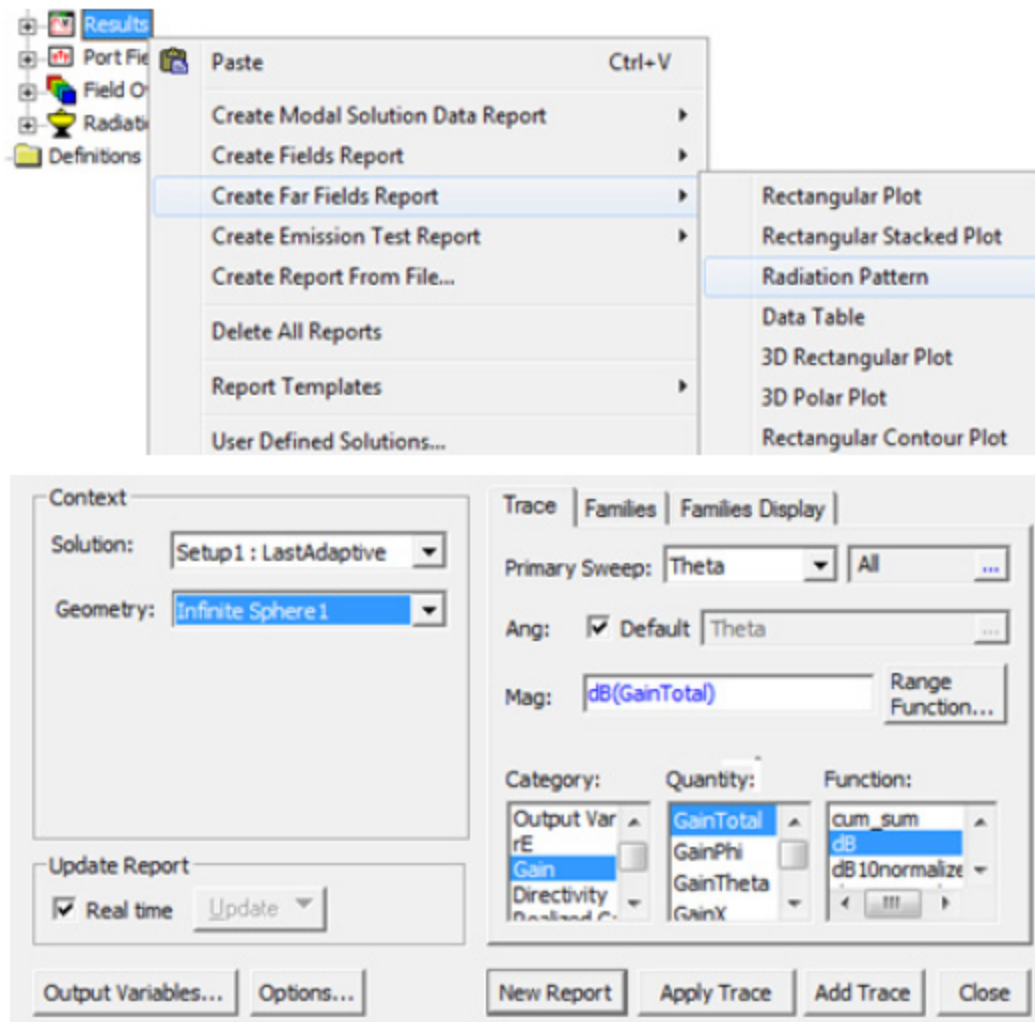 Results
Port Fie
Field O
Radiati
Definitions
Paste Ctrl+V
Create Modal Solution Data Report
Create Fields Report
Create Far Fields Report
Create Emission Test Report
Create Report From File...
Delete All Reports
Report Templates
User Defined Solutions...
Rectangular Plot
Rectangular Stacked Plot
Radiation Pattern
Data Table
3D Rectangular Plot
3D Polar Plot
Rectangular Contour Plot
Context
Solution: Setup1 : LastAdaptive
Geometry: Infinite Sphere1
Update Report
Real time Update
Output Variables... Options...
Trace Families Families Display
Primary Sweep: Theta All ...
Ang: Default Theta ...
Mag: dB(GainTotal) Range
Function...
Category: Quantity: Function:
Output Var GainTotal cum_sum
rE GainPhi dB
Gain GainTheta dB10normalize
Directivity GainX
New Report Apply Trace Add Trace Close